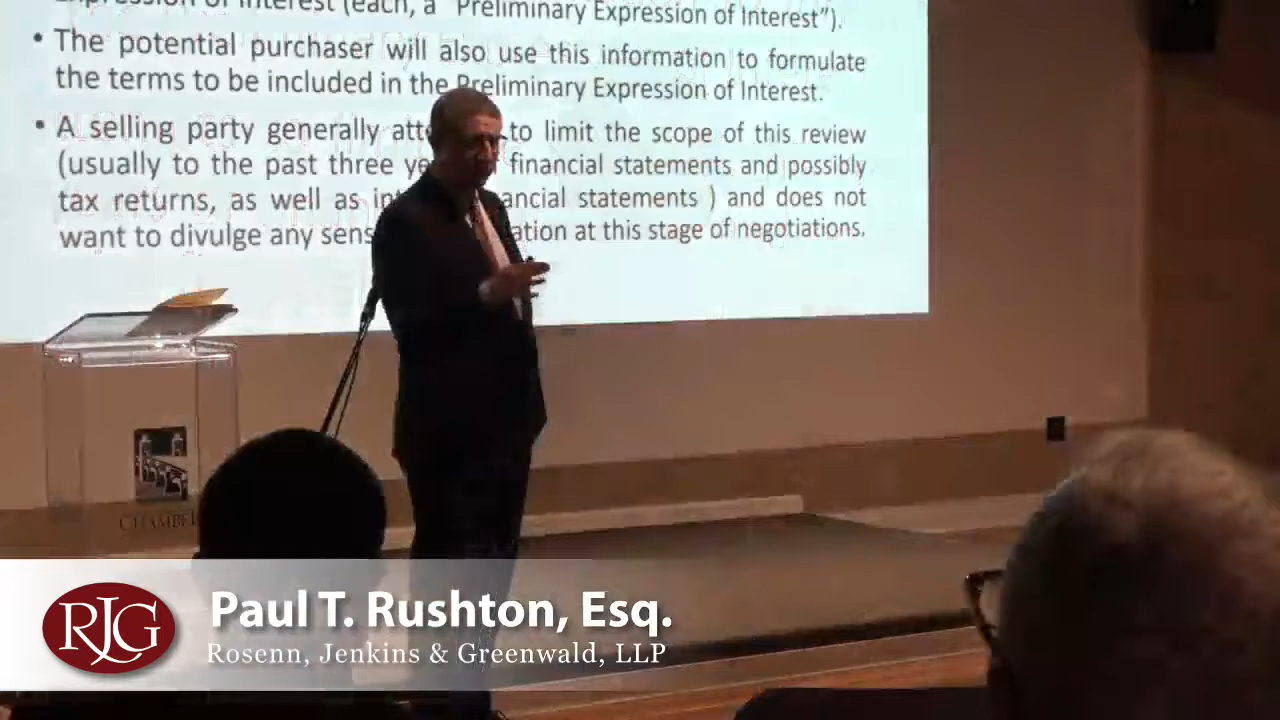 Expression of Interest (each, a "Preliminary Expression of Interest").
• The potential purchaser will also use this information to formulate
the terms to be included in the Preliminary Expression of Interest.
• A selling party generally to limit the scope of this review
(usually to the past three financial statements and possibly
tax returns, as well as financial statements ) and does not
want to divulge any at this stage of negotiations.
CHAMBER
RJG
Paul T. Rushton, Esq.
Rosenn, Jenkins & Greenwald, LLP